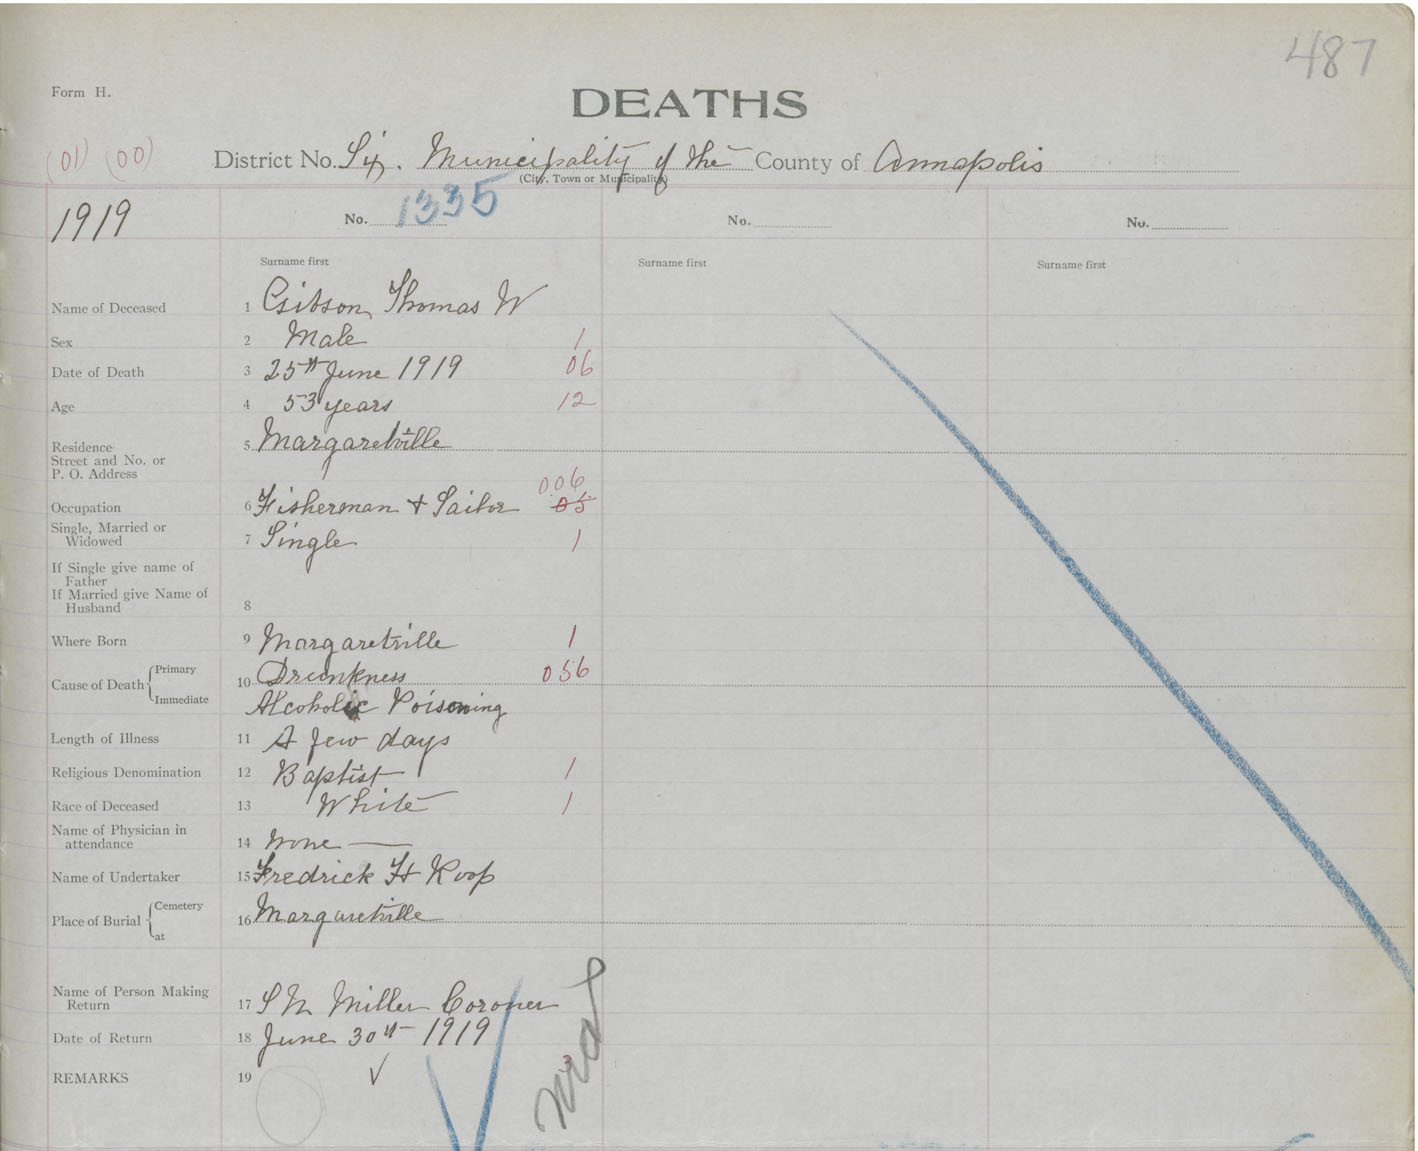 487
Form H.
DEATHS
(01) (00)
District No. Six. Municipality of the County of Annapolis
(City, Town or Municipality)
1919
No. 1335
No.
No.
Surname first
Surname first
Surname first
Name of Deceased 1 Gibson, Thomas W
Sex 2 Male 1
Date of Death 3 25th June 1919 06
Age 4 53 years 12
Residence 5 Margaretville
Street and No. or
P. O. Address
006
Occupation 6 Fisherman + Sailor 05
Single, Married or
Widowed 7 Single 1
If Single give name of
Father
If Married give Name of
Husband 8
Where Born 9 Margaretville 1
Cause of Death Primary 10 Drunkness 056
Immediate Alcoholic Poisoning
Length of Illness 11 A few days
Religious Denomination 12 Baptist 1
Race of Deceased 13 White 1
Name of Physician in
attendance 14 None
Name of Undertaker 15 Fredrick H Roop
Place of Burial Cemetery 16 Margaretville
at
Name of Person Making
Return 17 S N Miller Coroner
Date of Return 18 June 30th 1919
3
REMARKS 19